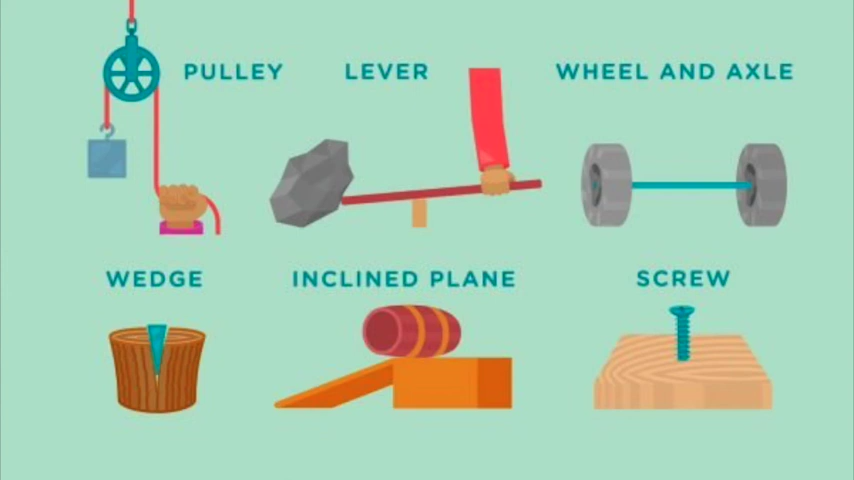 PULLEY
LEVER
WHEEL AND AXLE
WEDGE
INCLINED PLANE
SCREW